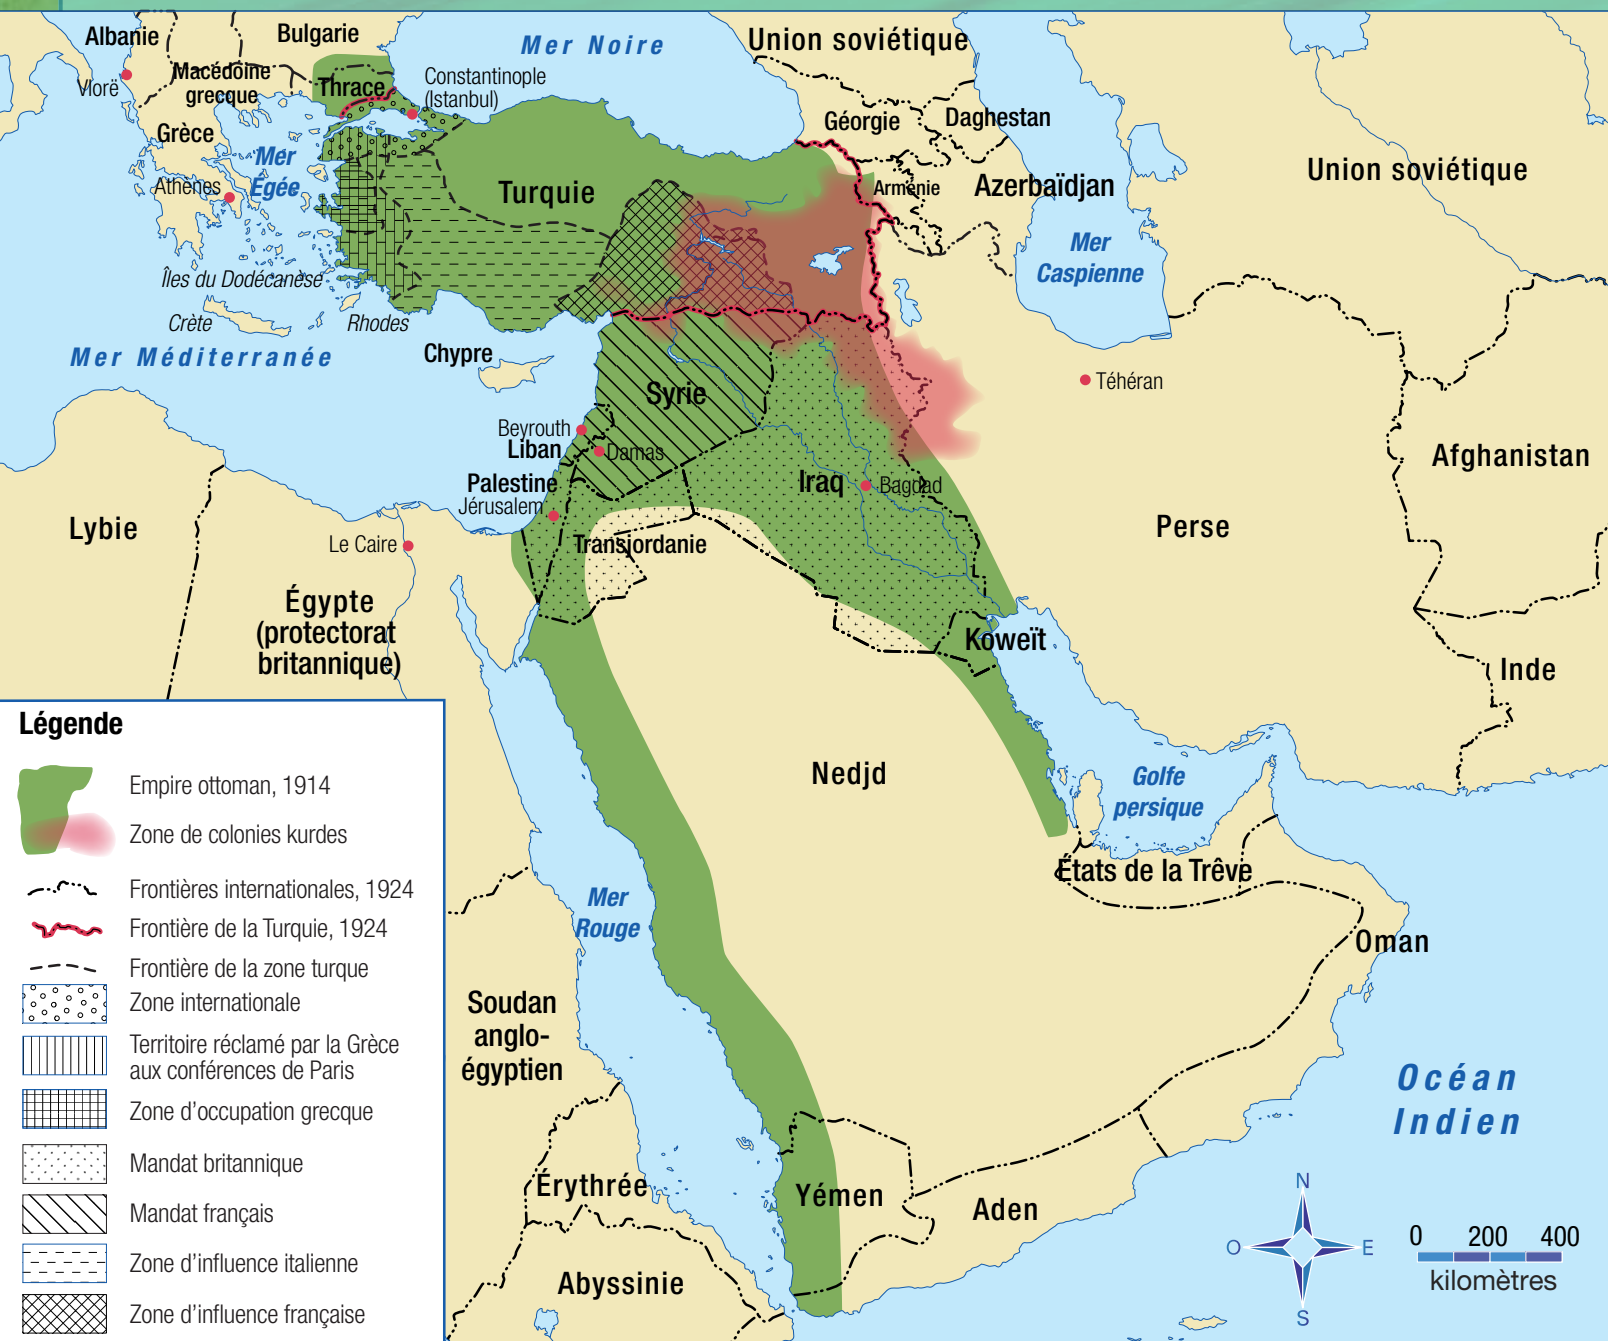 Albanie
Bulgarie
Mer Noire
Union soviétique
Macédoine
grecque
Vlorë
Thrace
Constantinople
(Istanbul)
Géorgie
Daghestan
Grèce
Mer
Égée
Athènes
Turquie
Arménie
Azerbaïdjan
Union soviétique
Mer
Caspienne
Îles du Dodécanèse
Crète
Rhodes
Mer Méditerranée
Chypre
Téhéran
Syrie
Beyrouth
Liban
Damas
Palestine
Jérusalem
Iraq
Bagdad
Afghanistan
Lybie
Le Caire
Transjordanie
Perse
Égypte
(protectorat
britannique)
Koweït
Inde
Nedjd
Golfe
persique
États de la Trêve
Mer
Rouge
Oman
Soudan
anglo-
égyptien
Océan
Indien
Érythrée
Yémen
Aden
Abyssinie
N
O
E
S
0 200 400
kilomètres
Légende
Empire ottoman, 1914
Zone de colonies kurdes
Frontières internationales, 1924
Frontière de la Turquie, 1924
Frontière de la zone turque
Zone internationale
Territoire réclamé par la Grèce
aux conférences de Paris
Zone d'occupation grecque
Mandat britannique
Mandat français
Zone d'influence italienne
Zone d'influence française